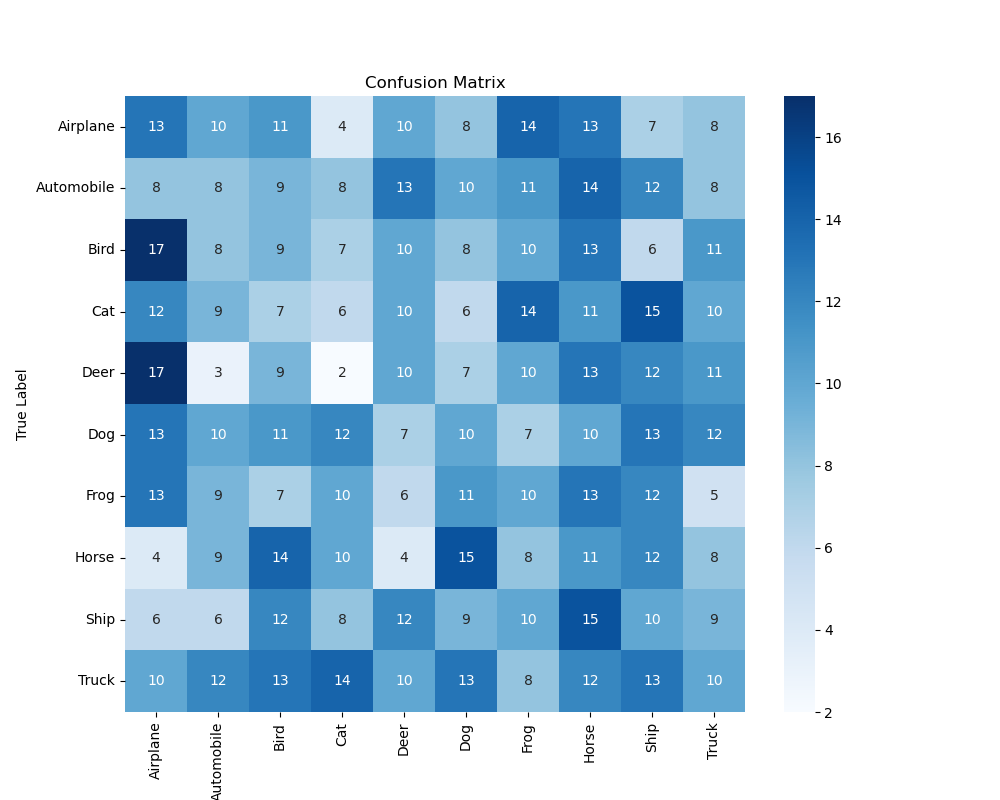 Confusion Matrix
True Label
Airplane 13 10 11 4 10 8 14 13 7 8
Automobile 8 8 9 8 13 10 11 14 12 8
Bird 17 8 9 7 10 8 10 13 6 11
Cat 12 9 7 6 10 6 14 11 15 10
Deer 17 3 9 2 10 7 10 13 12 11
Dog 13 10 11 12 7 10 7 10 13 12
Frog 13 9 7 10 6 11 10 13 12 5
Horse 4 9 14 10 4 15 8 11 12 8
Ship 6 6 12 8 12 9 10 15 10 9
Truck 10 12 13 14 10 13 8 12 13 10
Airplane Automobile Bird Cat Deer Dog Frog Horse Ship Truck
16
14
12
10
8
6
4
2